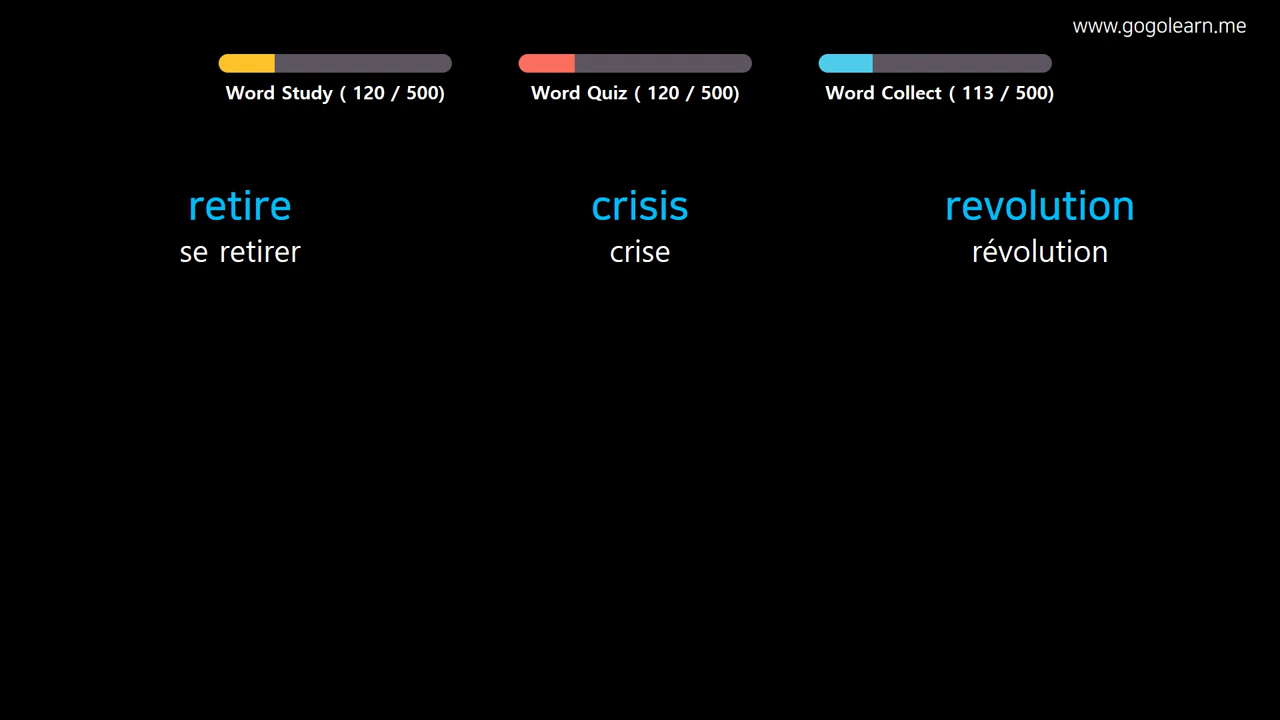 www.gogolearn.me
Word Study ( 120 / 500)
Word Quiz ( 120 / 500)
Word Collect ( 113 / 500)
retire
se retirer
crisis
crise
revolution
révolution